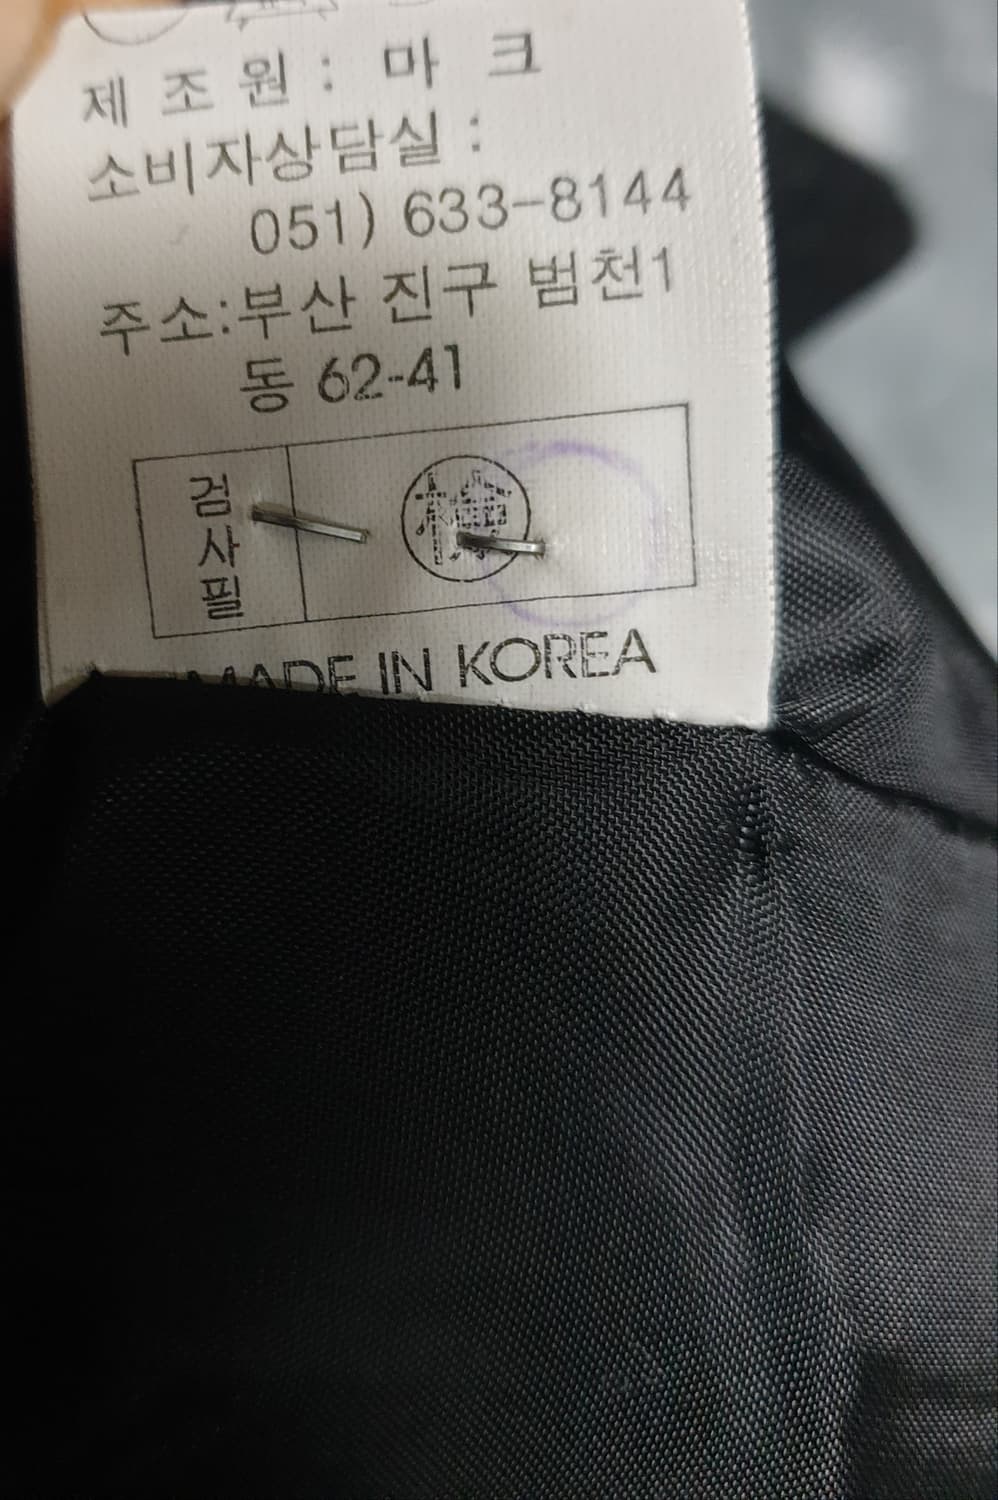 제 조 원 : 마 크
소비자상담실 :
051) 633-8144
주소:부산 진구 범천1
동 62-41
검사필
檢
MADE IN KOREA